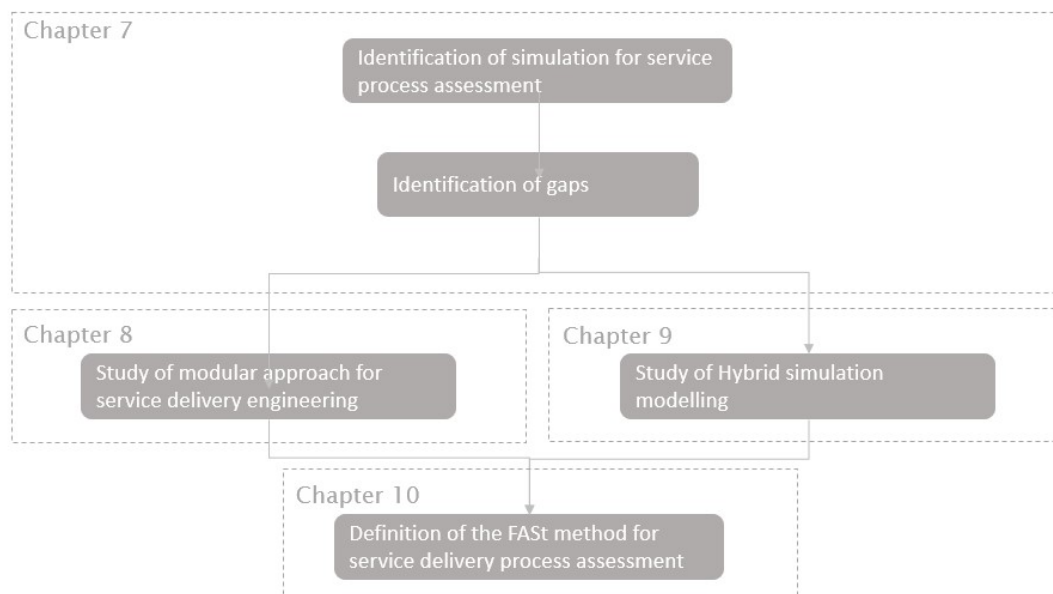 Chapter 7
Identification of simulation for service
process assessment
Identification of gaps
Chapter 8
Study of modular approach for
service delivery engineering
Chapter 9
Study of Hybrid simulation
modelling
Chapter 10
Definition of the FASt method for
service delivery process assessment